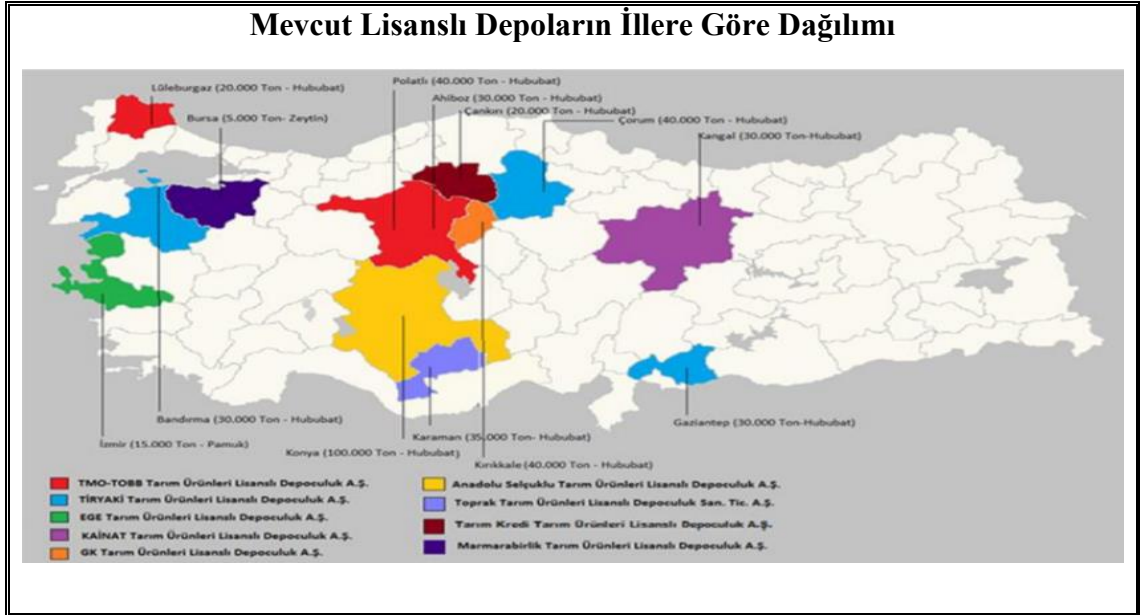 Mevcut Lisanslı Depoların İllere Göre Dağılımı
Polatlı (40.000 Ton - Hububat)
Lüleburgaz (20.000 Ton - Hububat)
Ahiboz (30.000 Ton - Hububat)
Çankırı (20.000 Ton - Hububat)
Bursa (5.000 Ton- Zeytin)
Çorum (40.000 Ton - Hububat)
Kangal (30.000 Ton-Hububat)
Bandırma (30.000 Ton - Hububat)
Gaziantep (30.000 Ton-Hububat)
İzmir (15.000 Ton - Pamuk)
Karaman (35.000 Ton- Hububat)
Konya (100.000 Ton - Hububat)
Kırıkkale (40.000 Ton - Hububat)
TMO-TOBB Tarım Ürünleri Lisanslı Depoculuk A.Ş.
TİRYAKİ Tarım Ürünleri Lisanslı Depoculuk A.Ş.
EGE Tarım Ürünleri Lisanslı Depoculuk A.Ş.
KAİNAT Tarım Ürünleri Lisanslı Depoculuk A.Ş.
GK Tarım Ürünleri Lisanslı Depoculuk A.Ş.
Anadolu Selçuklu Tarım Ürünleri Lisanslı Depoculuk A.Ş.
Toprak Tarım Ürünleri Lisanslı Depoculuk San. Tic. A.Ş.
Tarım Kredi Tarım Ürünleri Lisanslı Depoculuk A.Ş.
Marmarabirlik Tarım Ürünleri Lisanslı Depoculuk A.Ş.